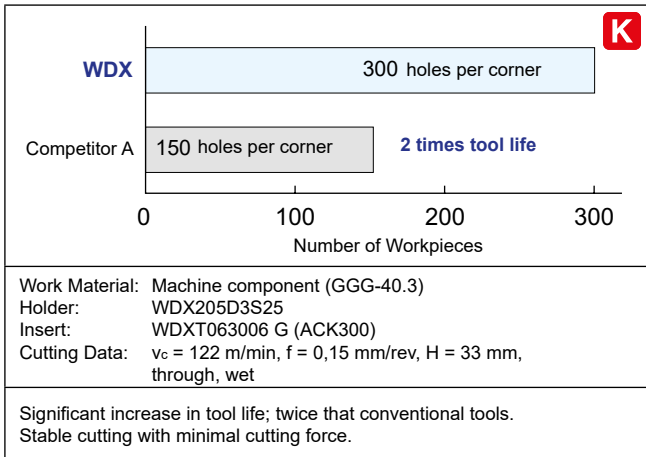 K
WDX
300 holes per corner
Competitor A
150 holes per corner
2 times tool life
0 100 200 300
Number of Workpieces
Work Material: Machine component (GGG-40.3)
Holder: WDX205D3S25
Insert: WDXT063006 G (ACK300)
Cutting Data: vc = 122 m/min, f = 0,15 mm/rev, H = 33 mm,
through, wet
Significant increase in tool life; twice that conventional tools.
Stable cutting with minimal cutting force.